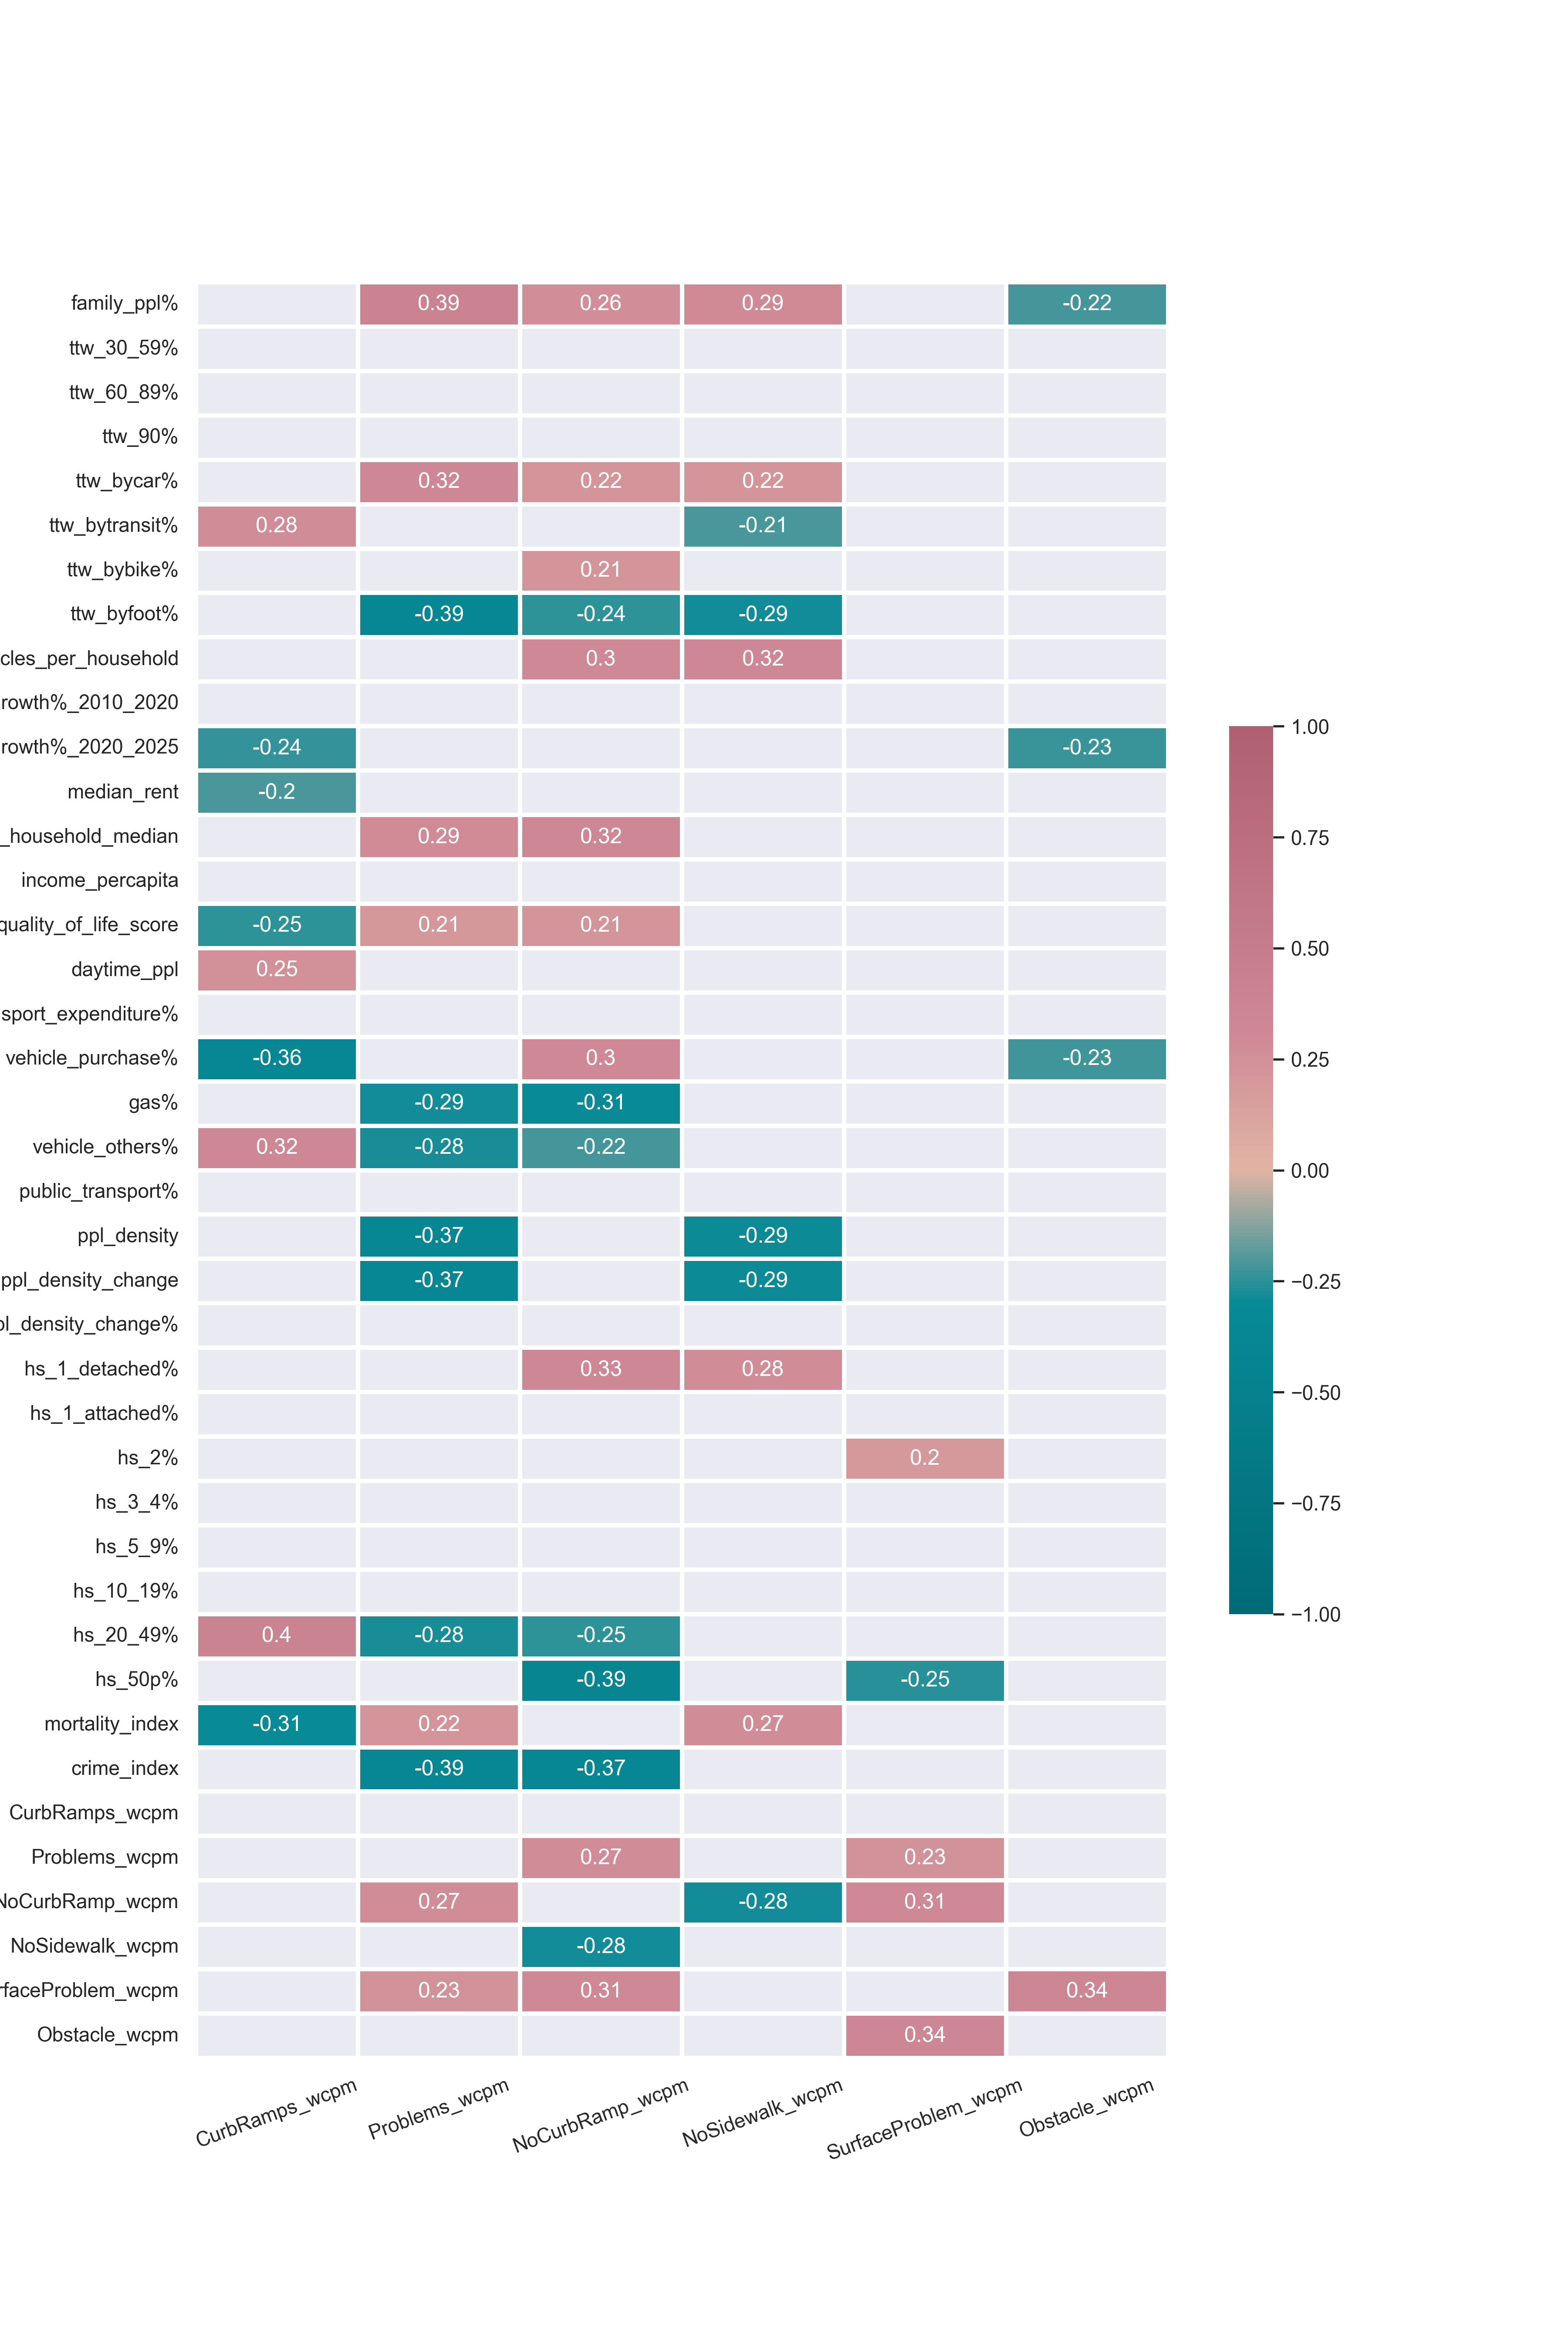 family_ppl% 0.39 0.26 0.29 -0.22
ttw_30_59%
ttw_60_89%
ttw_90%
ttw_bycar% 0.32 0.22 0.22
ttw_bytransit% 0.28 -0.21
ttw_bybike% 0.21
ttw_byfoot% -0.39 -0.24 -0.29
cles_per_household 0.3 0.32
rowth%_2010_2020
rowth%_2020_2025 -0.24 -0.23
median_rent -0.2
_household_median 0.29 0.32
income_percapita
quality_of_life_score -0.25 0.21 0.21
daytime_ppl 0.25
sport_expenditure%
vehicle_purchase% -0.36 0.3 -0.23
gas% -0.29 -0.31
vehicle_others% 0.32 -0.28 -0.22
public_transport%
ppl_density -0.37 -0.29
ppl_density_change -0.37 -0.29
pl_density_change%
hs_1_detached% 0.33 0.28
hs_1_attached%
hs_2% 0.2
hs_3_4%
hs_5_9%
hs_10_19%
hs_20_49% 0.4 -0.28 -0.25
hs_50p% -0.39 -0.25
mortality_index -0.31 0.22 0.27
crime_index -0.39 -0.37
CurbRamps_wcpm
Problems_wcpm 0.27 0.23
NoCurbRamp_wcpm 0.27 -0.28 0.31
NoSidewalk_wcpm -0.28
rfaceProblem_wcpm 0.23 0.31 0.34
Obstacle_wcpm 0.34
CurbRamps_wcpm
Problems_wcpm
NoCurbRamp_wcpm
NoSidewalk_wcpm
SurfaceProblem_wcpm
Obstacle_wcpm
1.00
0.75
0.50
0.25
0.00
−0.25
−0.50
−0.75
−1.00